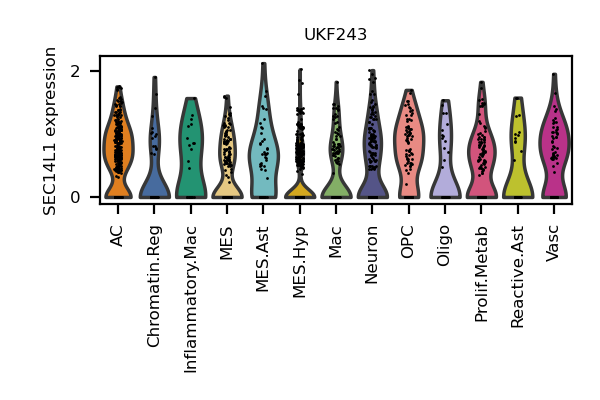 UKF243
SEC14L1 expression
2
0
AC
Chromatin.Reg
Inflammatory.Mac
MES
MES.Ast
MES.Hyp
Mac
Neuron
OPC
Oligo
Prolif.Metab
Reactive.Ast
Vasc